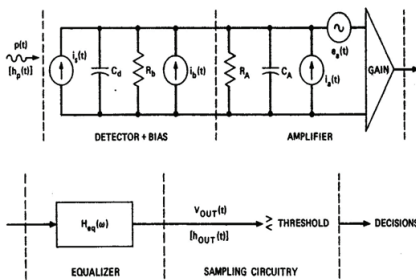 p(t)
[hp(t)]
is(t)
Cd
Rb
ib(t)
RA
CA
ia(t)
ea(t)
GAIN
DETECTOR + BIAS
AMPLIFIER
Heq(ω)
VOUT(t)
[hOUT(t)]
> < THRESHOLD
DECISIONS
EQUALIZER
SAMPLING CIRCUITRY